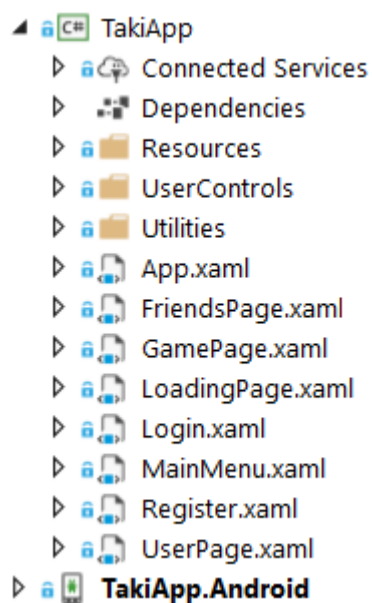 C# TakiApp
Connected Services
Dependencies
Resources
UserControls
Utilities
App.xaml
FriendsPage.xaml
GamePage.xaml
LoadingPage.xaml
Login.xaml
MainMenu.xaml
Register.xaml
UserPage.xaml
TakiApp.Android